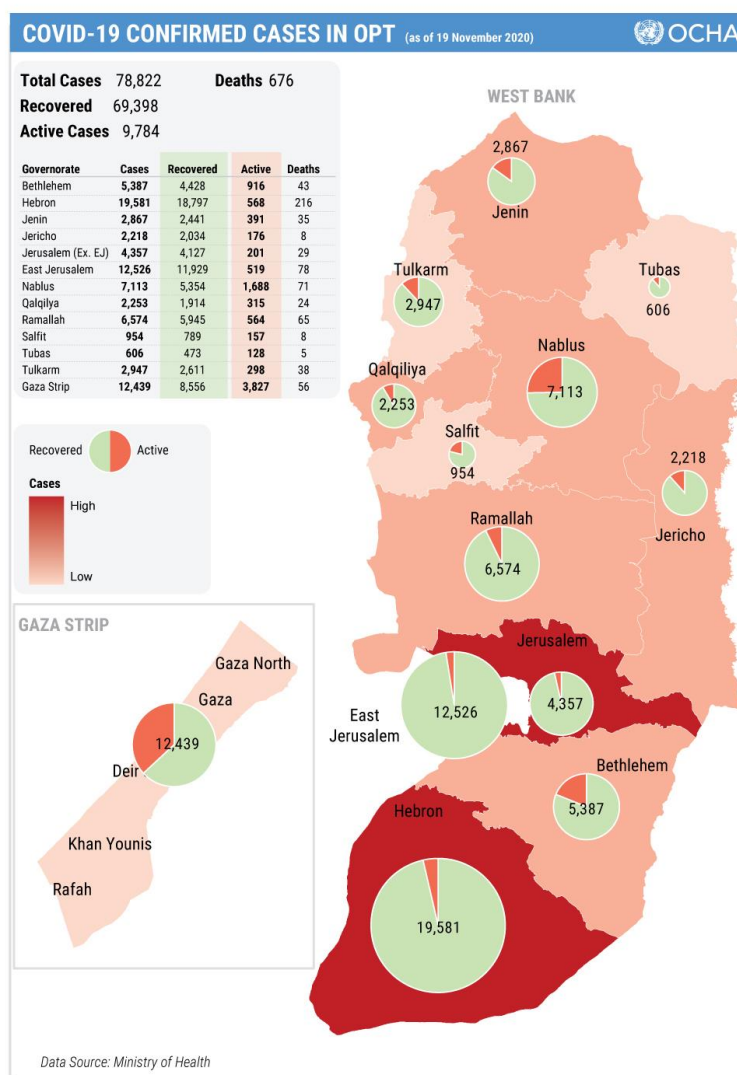 COVID-19 CONFIRMED CASES IN OPT (as of 19 November 2020)
OCHA
Total Cases 78,822 Deaths 676
Recovered 69,398
Active Cases 9,784
Governorate Cases Recovered Active Deaths
Bethlehem 5,387 4,428 916 43
Hebron 19,581 18,797 568 216
Jenin 2,867 2,441 391 35
Jericho 2,218 2,034 176 8
Jerusalem (Ex. EJ) 4,357 4,127 201 29
East Jerusalem 12,526 11,929 519 78
Nablus 7,113 5,354 1,688 71
Qalqilya 2,253 1,914 315 24
Ramallah 6,574 5,945 564 65
Salfit 954 789 157 8
Tubas 606 473 128 5
Tulkarm 2,947 2,611 298 38
Gaza Strip 12,439 8,556 3,827 56
Recovered Active
Cases
High
Low
GAZA STRIP
Gaza North
Gaza
12,439
Deir
Khan Younis
Rafah
WEST BANK
2,867
Jenin
Tulkarm
2,947
Tubas
606
Nablus
7,113
Qalqiliya
2,253
Salfit
954
2,218
Jericho
Ramallah
6,574
Jerusalem
4,357
12,526
East
Jerusalem
Bethlehem
5,387
Hebron
19,581
Data Source: Ministry of Health